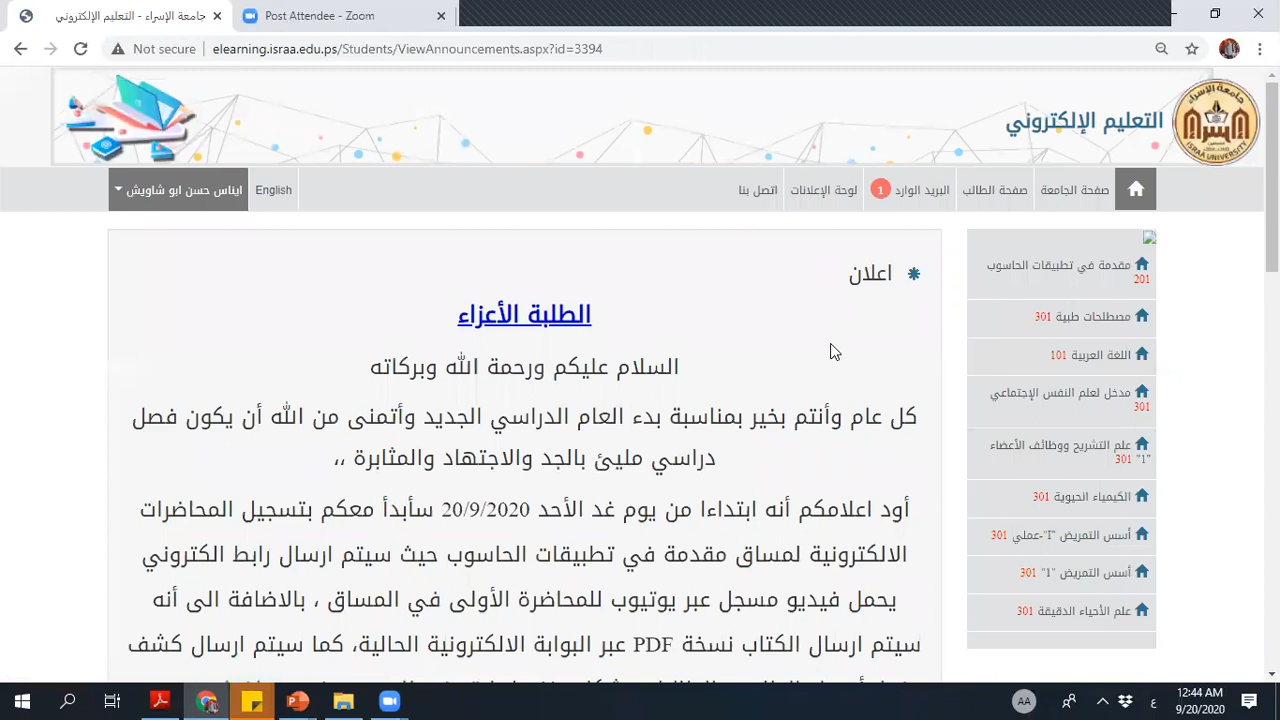 جامعة الإسراء - التعليم الإلكتروني
Post Attendee - Zoom
Not secure
elearning.israa.edu.ps/Students/ViewAnnouncements.aspx?id=3394
التعليم الإلكتروني
جامعة الإسراء
ISRAA UNIVERSITY
صفحة الجامعة
صفحة الطالب
البريد الوارد 1
لوحة الإعلانات
اتصل بنا
English
ايناس حسن ابو شاويش
مقدمة في تطبيقات الحاسوب
201
مصطلحات طبية 301
اللغة العربية 101
مدخل لعلم النفس الإجتماعي
301
علم التشريح ووظائف الأعضاء
"1" 301
الكيمياء الحيوية 301
أسس التمريض "I"-عملي 301
أسس التمريض "1" 301
علم الأحياء الدقيقة 301
اعلان
الطلبة الأعزاء
السلام عليكم ورحمة الله وبركاته
كل عام وأنتم بخير بمناسبة بدء العام الدراسي الجديد وأتمنى من الله أن يكون فصل
دراسي مليئ بالجد والاجتهاد والمثابرة ،،
أود اعلامكم أنه ابتداءا من يوم غد الأحد 20/9/2020 سأبدأ معكم بتسجيل المحاضرات
الالكترونية لمساق مقدمة في تطبيقات الحاسوب حيث سيتم ارسال رابط الكتروني
يحمل فيديو مسجل عبر يوتيوب للمحاضرة الأولى في المساق ، بالاضافة الى أنه
سيتم ارسال الكتاب نسخة PDF عبر البوابة الالكترونية الحالية، كما سيتم ارسال كشف
AA
ع
12:44 AM
9/20/2020